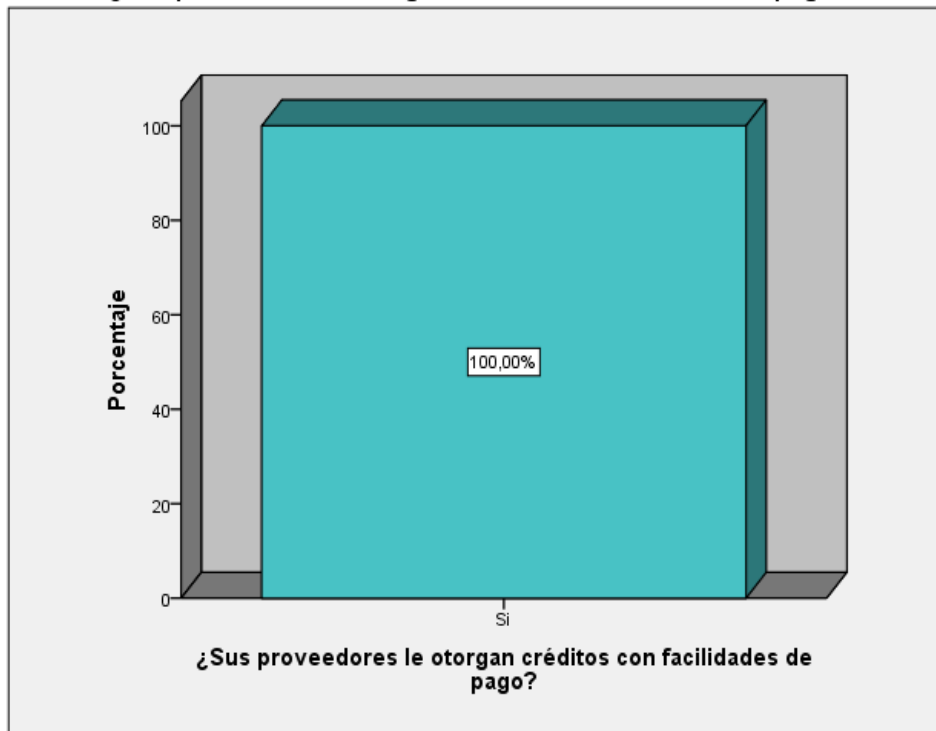 100
80
60
40
20
0
Porcentaje
100,00%
Si
¿Sus proveedores le otorgan créditos con facilidades de
pago?